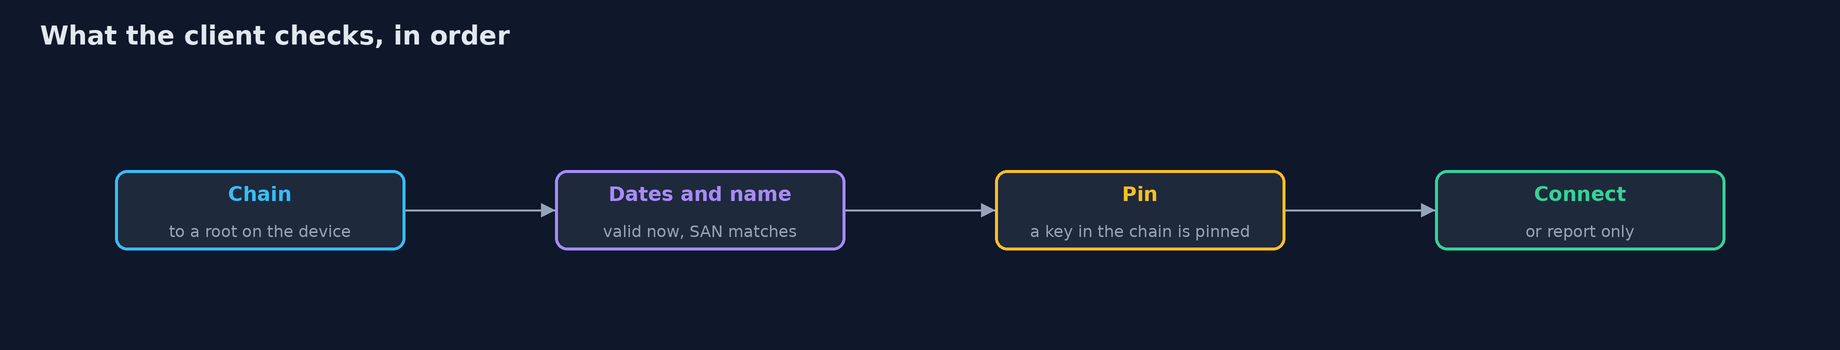 What the client checks, in order
Chain
to a root on the device
Dates and name
valid now, SAN matches
Pin
a key in the chain is pinned
Connect
or report only